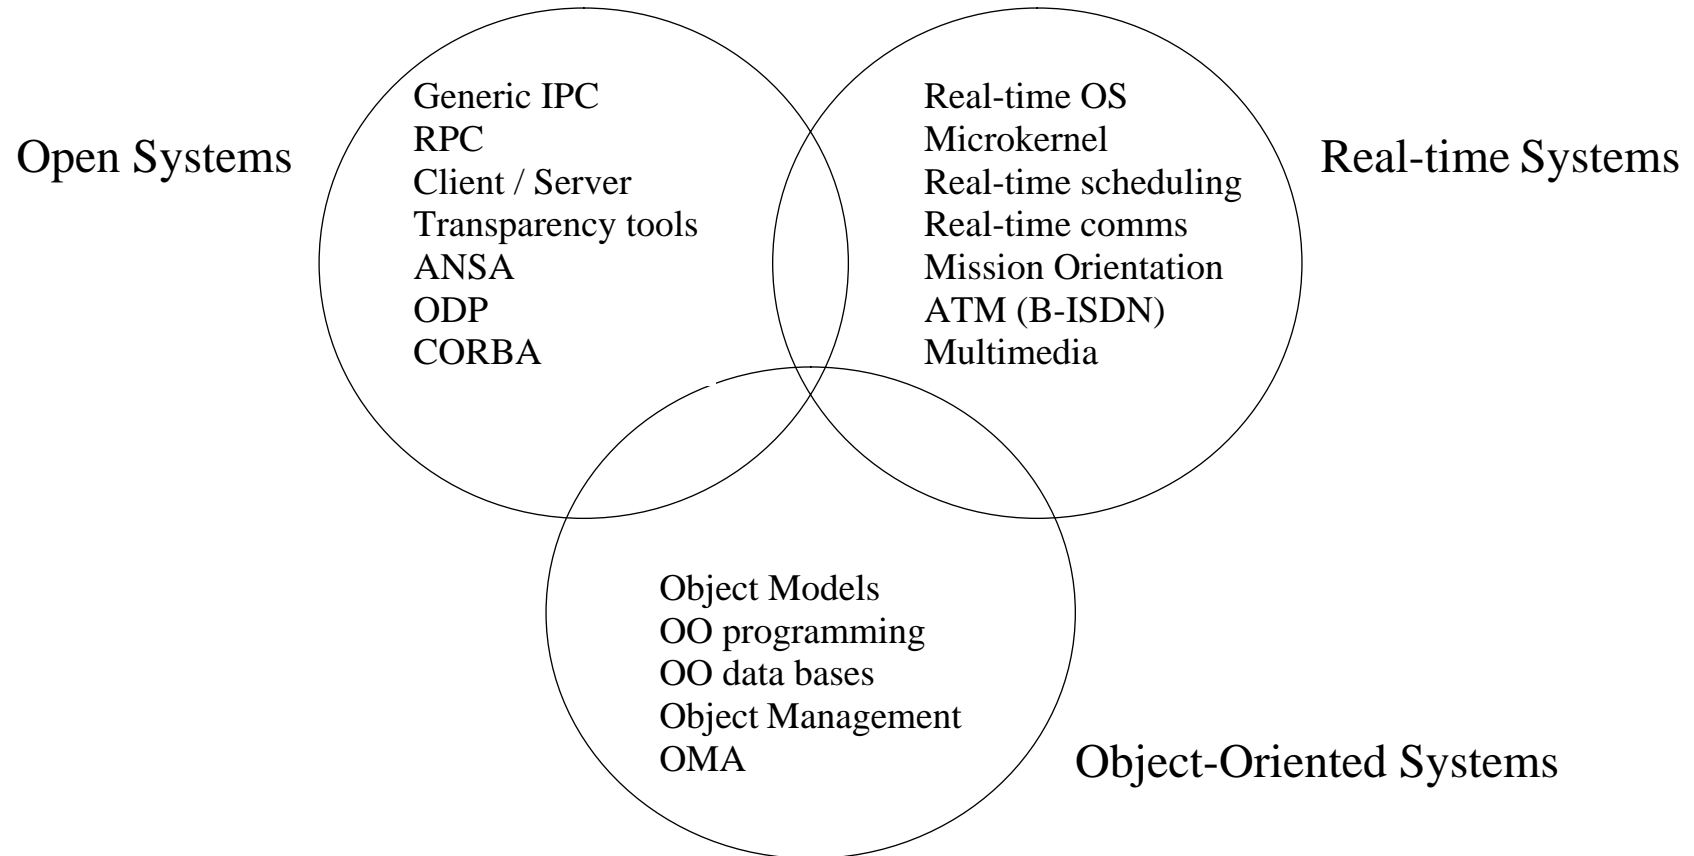 Open Systems
Generic IPC
RPC
Client / Server
Transparency tools
ANSA
ODP
CORBA
Real-time OS
Microkernel
Real-time scheduling
Real-time comms
Mission Orientation
ATM (B-ISDN)
Multimedia
Real-time Systems
Object Models
OO programming
OO data bases
Object Management
OMA
Object-Oriented Systems